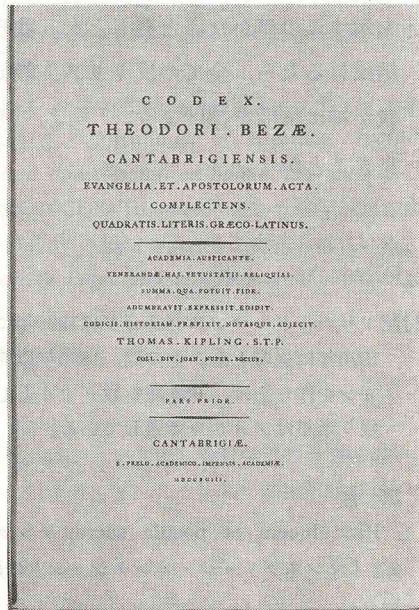 CODEX.
THEODORI . BEZÆ.
CANTABRIGIENSIS.
EVANGELIA . ET . APOSTOLORUM . ACTA .
COMPLECTENS.
QUADRATIS . LITERIS . GRÆCO-LATINUS.
ACADEMIA . AUSPICANTE .
VENERANDÆ . HAS . VETUSTATIS . RELIQUIAS .
SUMMA . QUA . POTUIT . FIDE .
ADUMBRAVIT . EXPRESSIT . EDIDIT .
CODICIS . HISTORIAM . PRÆFIXIT . NOTASQUE . ADJECIT.
THOMAS . KIPLING . S.T.P.
COLL . DIV . JOAN . NUPER . SOCIUS.
PARS . PRIOR .
CANTABRIGIÆ.
E . PRELO . ACADEMICO . IMPENSIS . ACADEMIÆ.
MDCCXCIII.